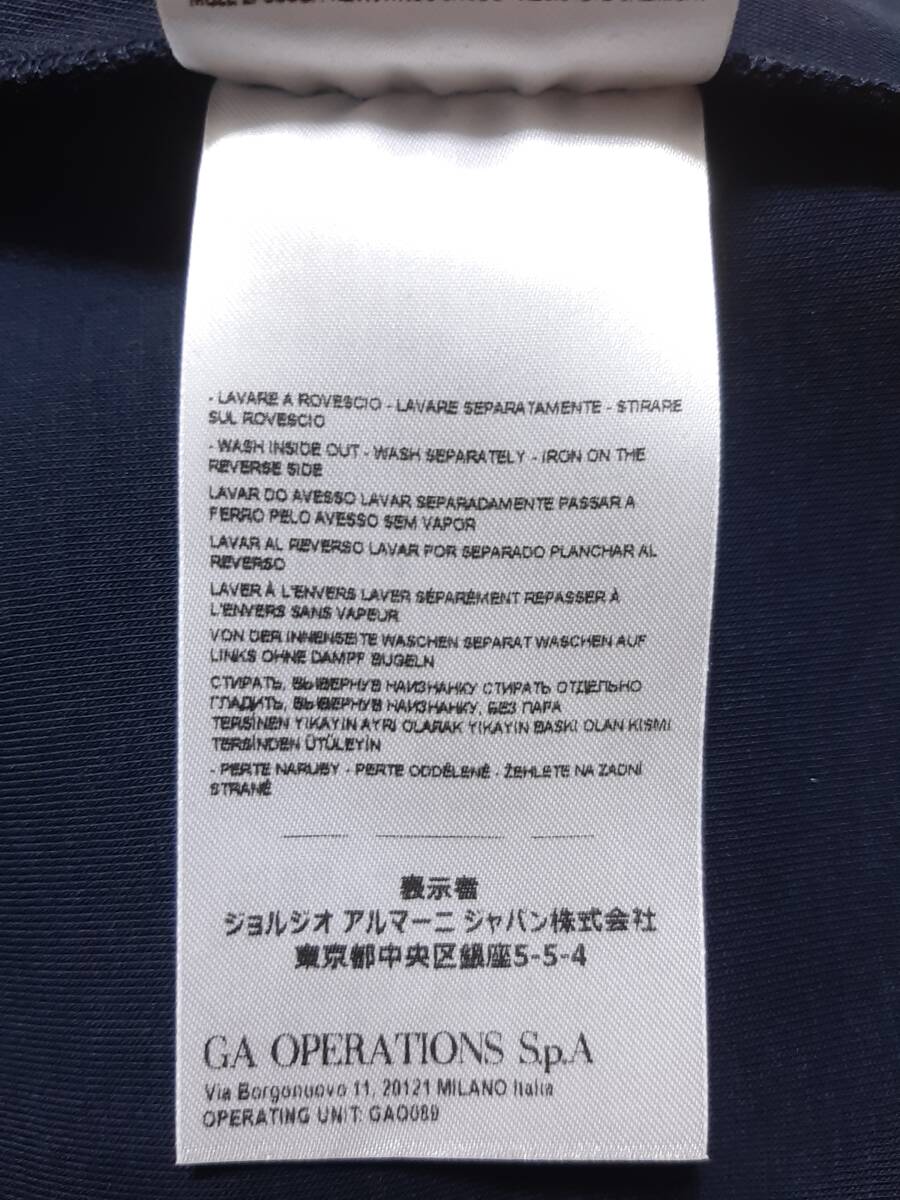 - LAVARE A ROVESCIO - LAVARE SEPARATAMENTE - STIRARE
SUL ROVESCIO
- WASH INSIDE OUT - WASH SEPARATELY - IRON ON THE
REVERSE SIDE
LAVAR DO AVESSO LAVAR SEPARADAMENTE PASSAR A
FERRO PELO AVESSO SEM VAPOR
LAVAR AL REVERSO LAVAR POR SEPARADO PLANCHAR AL
REVERSO
LAVER À L'ENVERS LAVER SÉPARÉMENT REPASSER À
L'ENVERS SANS VAPEUR
VON DER INNENSEITE WASCHEN SEPARAT WASCHEN AUF
LINKS OHNE DAMPF BUGELN
СТИРАТЬ, ВЫВЕРНУВ НАИЗНАНКУ СТИРАТЬ ОТДЕЛЬНО
ГЛАДИТЬ, ВЫВЕРНУВ НАИЗНАНКУ, БЕЗ ПАРА
TERSINEN YIKAYIN AYRI OLARAK YIKAYIN BASKI OLAN KISMI
TERSİNDEN ÜTÜLEYİN
- PERTE NARUBY - PERTE ODDĚLENĚ - ŽEHLETE NA ZADNÍ
STRANĚ
表示者
ジョルジオ アルマーニ ジャパン株式会社
東京都中央区銀座5-5-4
GA OPERATIONS S.p.A
Via Borgonuovo 11, 20121 MILANO Italia
OPERATING UNIT: GAO089